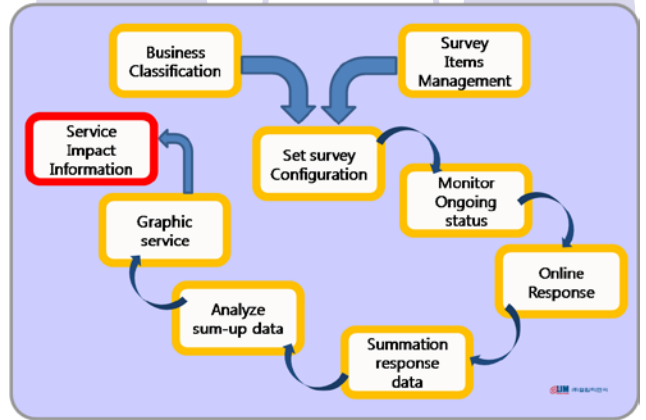 Business
Classification
Survey
Items
Management
Service
Impact
Information
Set survey
Configuration
Monitor
Ongoing
status
Graphic
service
Online
Response
Analyze
sum-up data
Summation
response
data